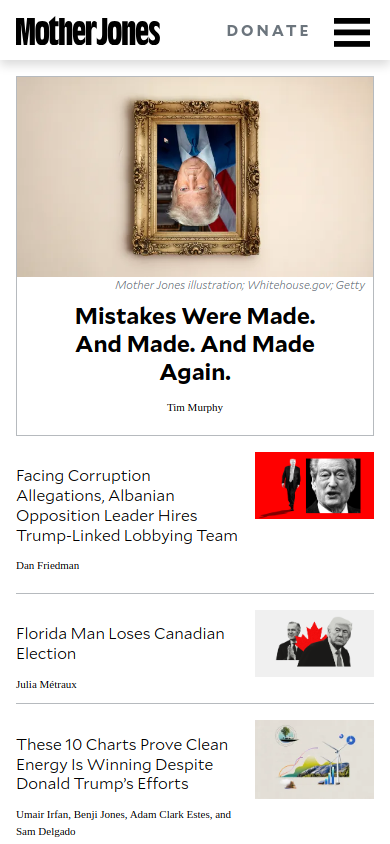 Mother Jones
DONATE
Mother Jones illustration; Whitehouse.gov; Getty
Mistakes Were Made.
And Made. And Made
Again.
Tim Murphy
Facing Corruption
Allegations, Albanian
Opposition Leader Hires
Trump-Linked Lobbying Team
Dan Friedman
Florida Man Loses Canadian
Election
Julia Métraux
These 10 Charts Prove Clean
Energy Is Winning Despite
Donald Trump’s Efforts
Umair Irfan, Benji Jones, Adam Clark Estes, and
Sam Delgado